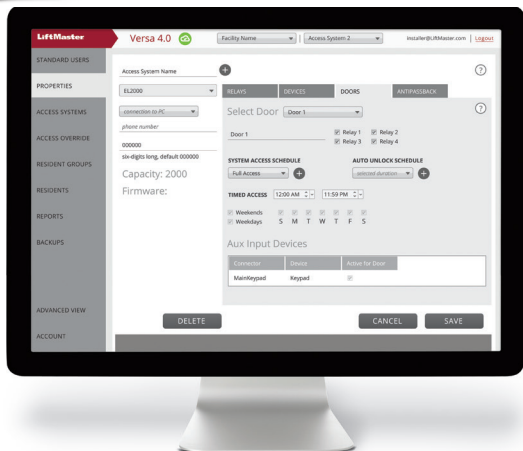 LiftMaster Versa 4.0 Facility Name Access System 2 Installer@LiftMaster.com | Logout
STANDARD USERS
PROPERTIES
ACCESS SYSTEMS
ACCESS OVERRIDE
RESIDENT GROUPS
RESIDENTS
REPORTS
BACKUPS
ADVANCED VIEW
ACCOUNT
Access System Name
EL2000
connection to PC
phone number
000000
six-digits long, default 000000
Capacity: 2000
Firmware:
?
RELAYS DEVICES DOORS ANTIPASSBACK
Select Door Door 1 ?
Door 1 Relay 1 Relay 2
Relay 3 Relay 4
SYSTEM ACCESS SCHEDULE AUTO UNLOCK SCHEDULE
Full Access selected duration
TIMED ACCESS 12:00 AM 11:59 PM
Weekends
Weekdays S M T W T F S
Aux Input Devices
Connector Device Active for Door
MainKeypad Keypad
DELETE CANCEL SAVE